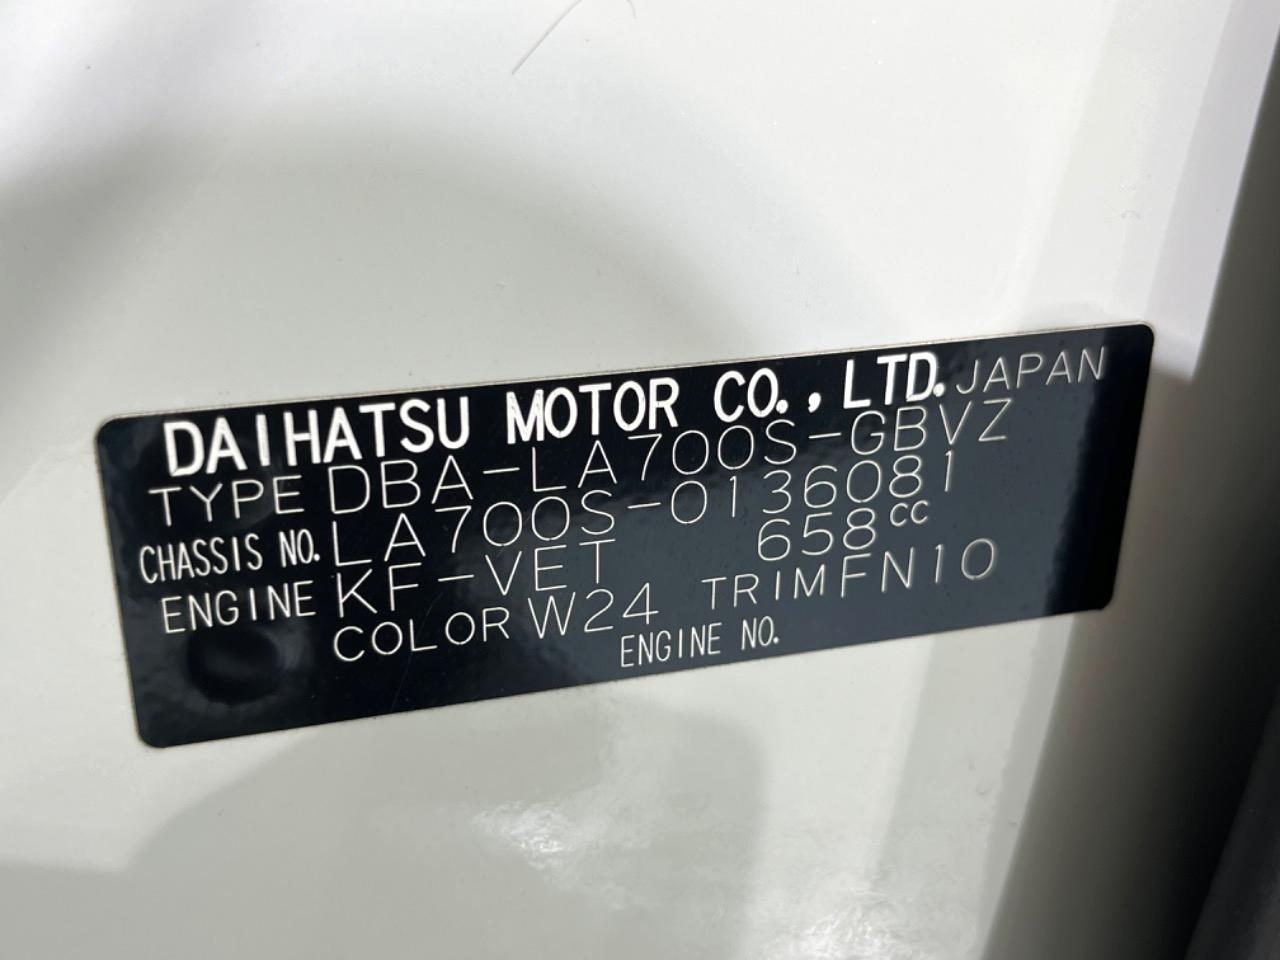 DAIHATSU MOTOR CO., LTD. JAPAN
TYPE DBA-LA700S-GBVZ
CHASSIS NO. LA700S-0136081
ENGINE KF-VET 658cc
COLOR W24 TRIM FN10
ENGINE NO.